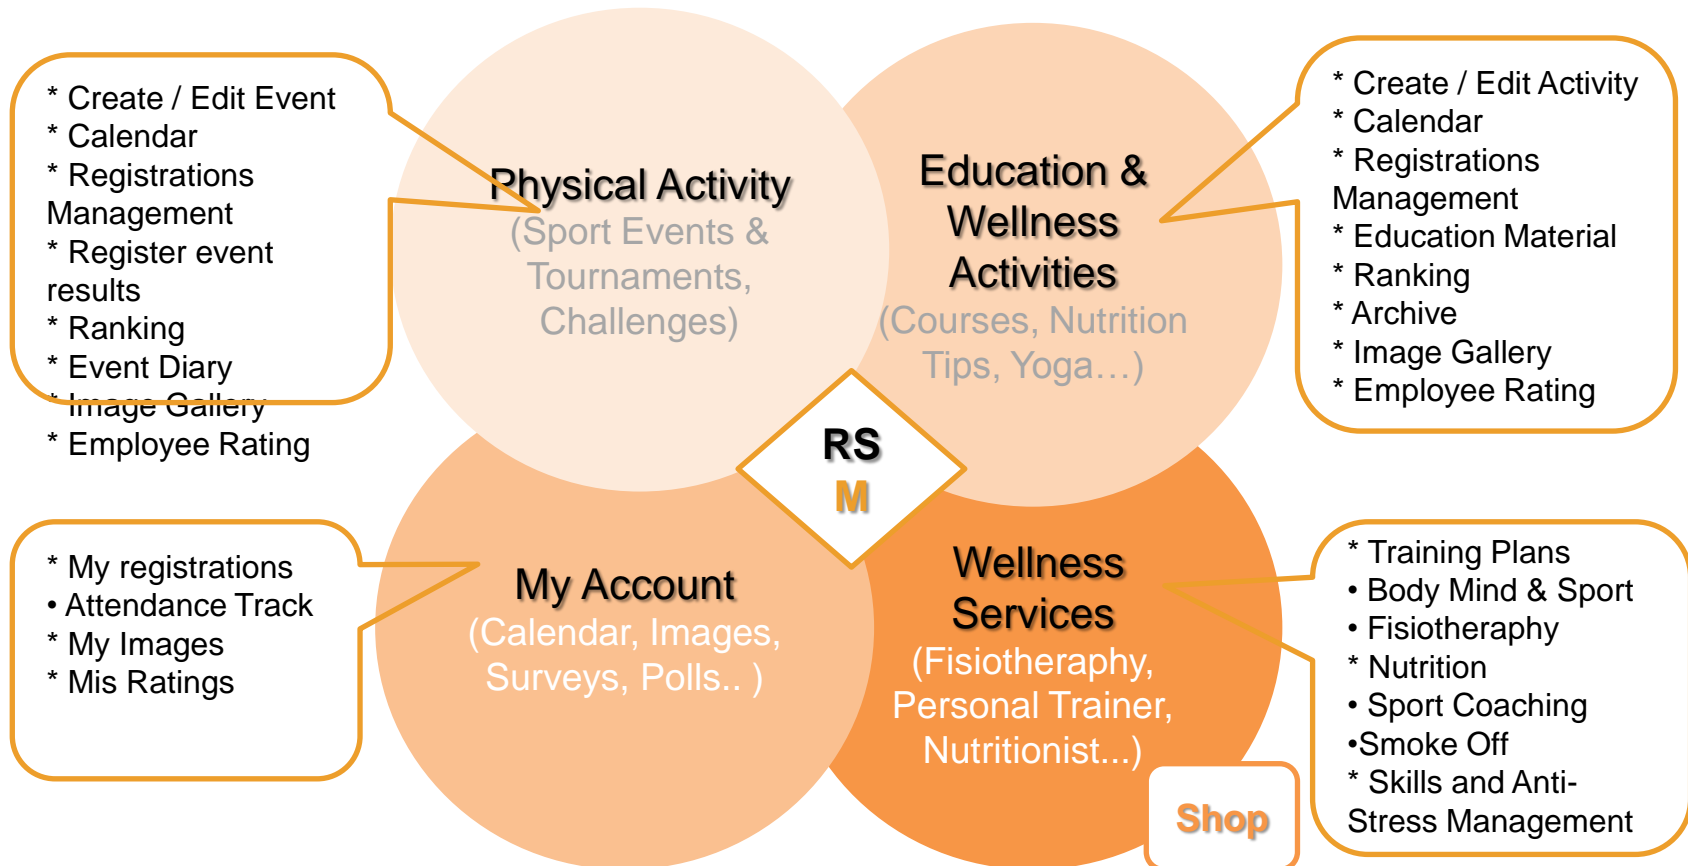 * Create / Edit Event
* Calendar
* Registrations
Management
* Register event
results
* Ranking
* Event Diary
* Image Gallery
* Employee Rating
Physical Activity
(Sport Events &
Tournaments,
Challenges)
Education &
Wellness
Activities
(Courses, Nutrition
Tips, Yoga…)
* Create / Edit Activity
* Calendar
* Registrations
Management
* Education Material
* Ranking
* Archive
* Image Gallery
* Employee Rating
RS
M
* My registrations
• Attendance Track
* My Images
* Mis Ratings
My Account
(Calendar, Images,
Surveys, Polls.. )
Wellness
Services
(Fisiotheraphy,
Personal Trainer,
Nutritionist...)
Shop
* Training Plans
• Body Mind & Sport
• Fisiotheraphy
* Nutrition
• Sport Coaching
•Smoke Off
* Skills and Anti-
Stress Management